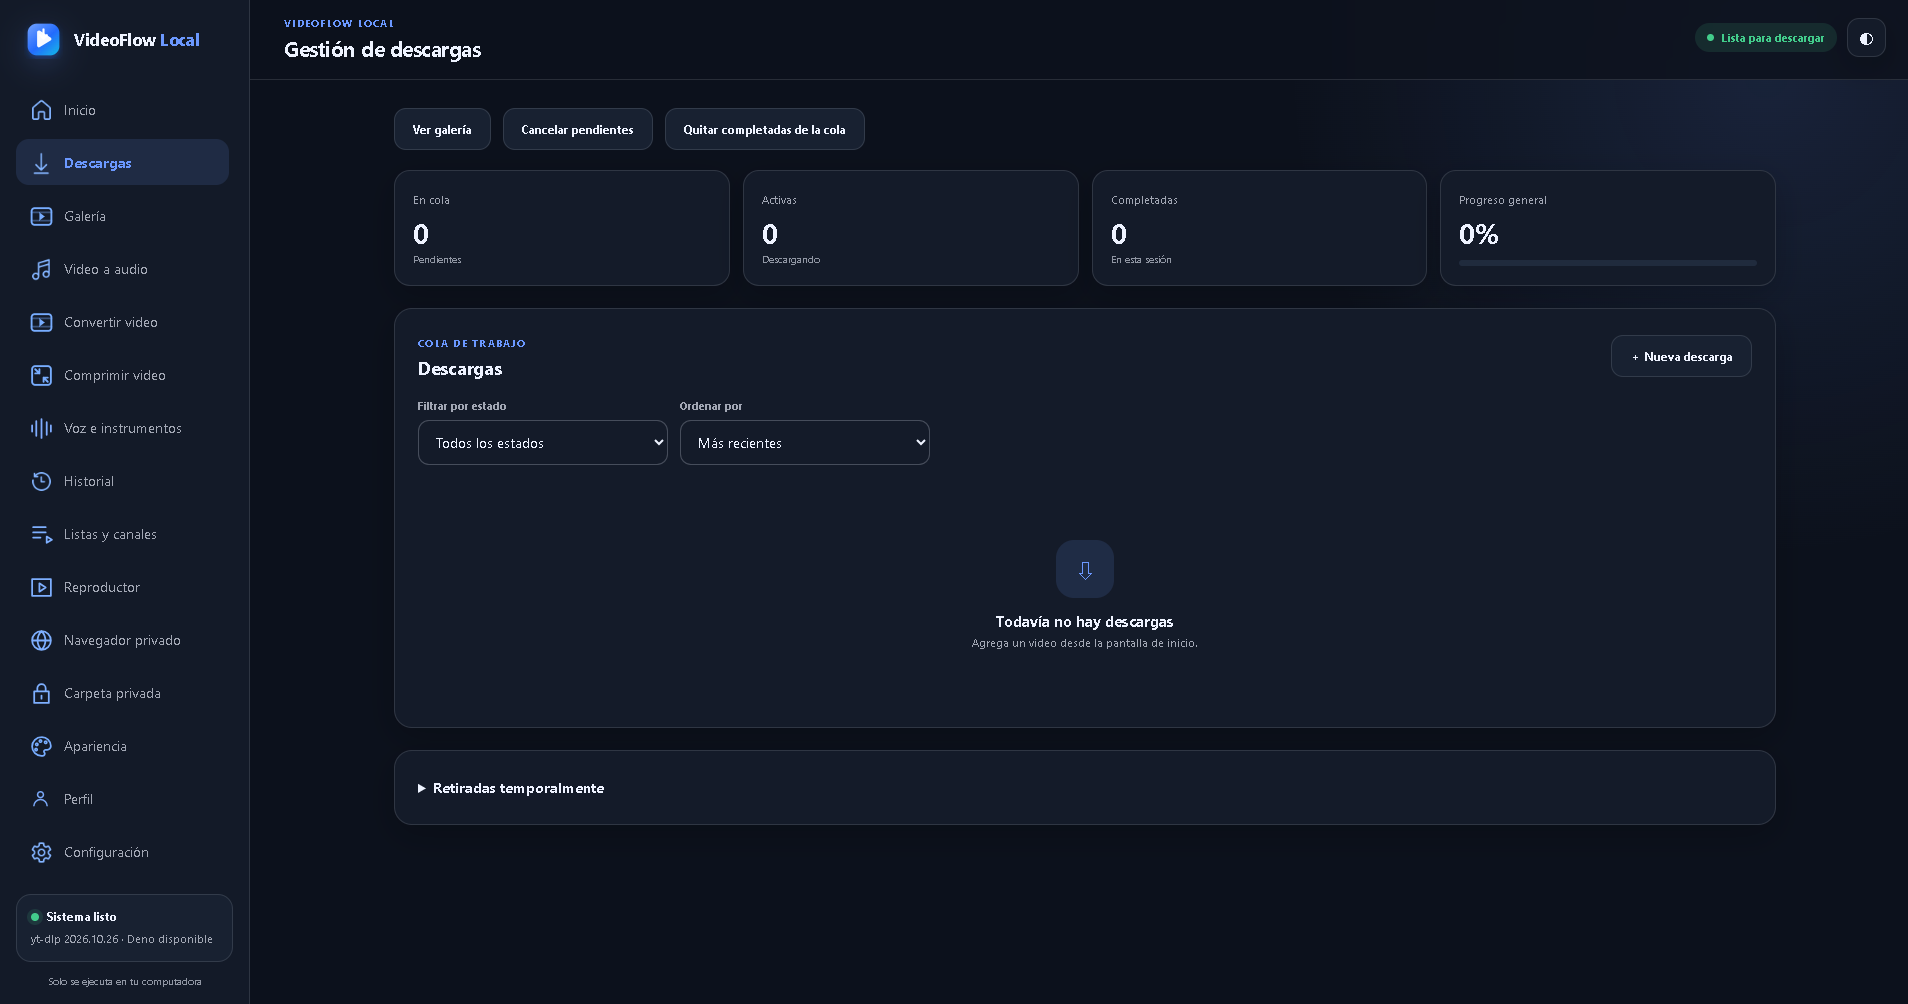 VideoFlow Local
Inicio
Descargas
Galería
Video a audio
Convertir video
Comprimir video
Voz e instrumentos
Historial
Listas y canales
Reproductor
Navegador privado
Carpeta privada
Apariencia
Perfil
Configuración
Sistema listo
yt-dlp 2026.10.26 · Deno disponible
Solo se ejecuta en tu computadora
VIDEOFLOW LOCAL
Gestión de descargas
Lista para descargar
Ver galería
Cancelar pendientes
Quitar completadas de la cola
En cola
0
Pendientes
Activas
0
Descargando
Completadas
0
En esta sesión
Progreso general
0%
COLA DE TRABAJO
Descargas
+ Nueva descarga
Filtrar por estado
Todos los estados
Ordenar por
Más recientes
Todavía no hay descargas
Agrega un video desde la pantalla de inicio.
Retiradas temporalmente